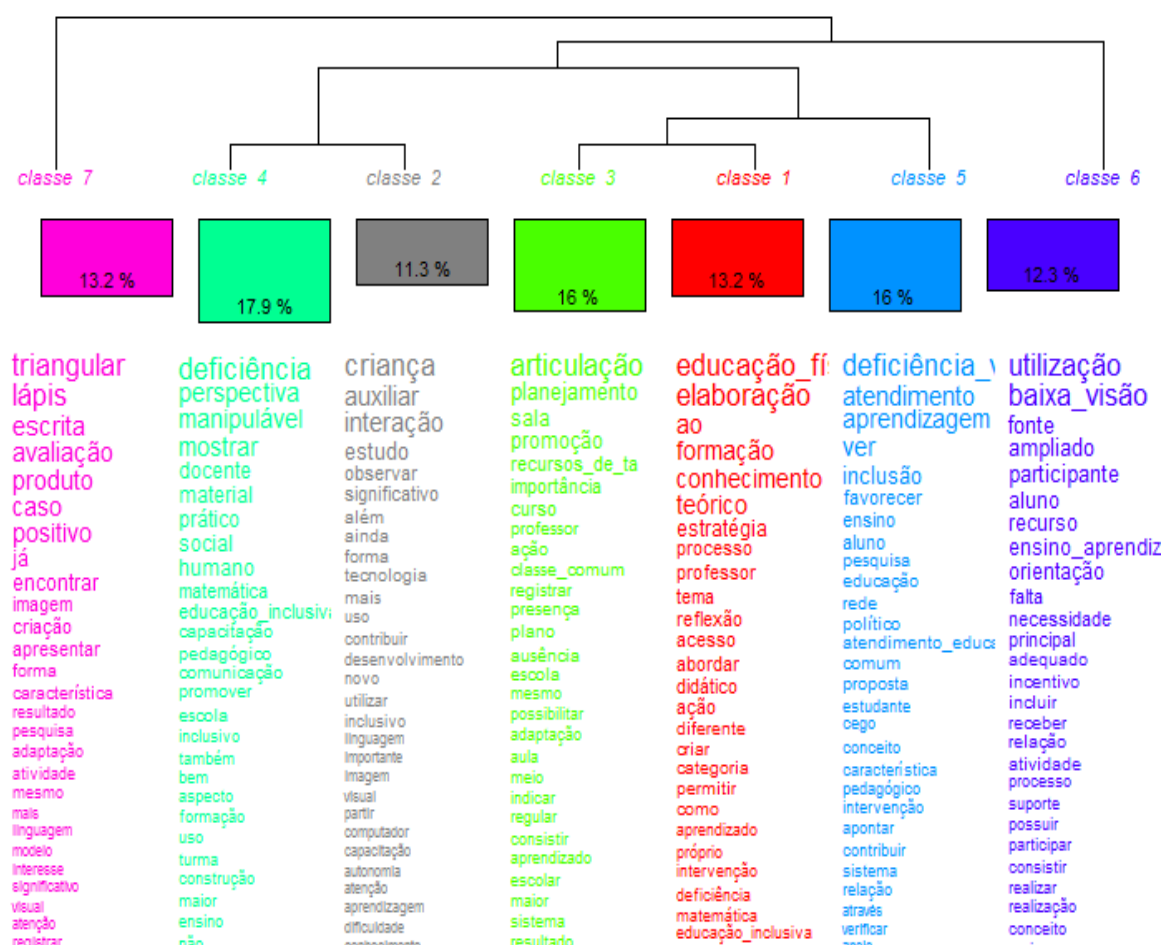 classe 7
classe 4
classe 2
classe 3
classe 1
classe 5
classe 6
13.2 %
17.9 %
11.3 %
16 %
13.2 %
16 %
12.3 %
triangular
lápis
escrita
avaliação
produto
caso
positivo
já
encontrar
imagem
criação
apresentar
forma
característica
resultado
pesquisa
adaptação
atividade
mesmo
mais
linguagem
modelo
interesse
significativo
visual
atenção
registrar
deficiência
perspectiva
manipulável
mostrar
docente
material
prático
social
humano
matemática
educação_inclusiv
capacitação
pedagógico
comunicação
promover
escola
inclusivo
também
bem
aspecto
formação
uso
turma
construção
maior
ensino
não
criança
auxiliar
interação
estudo
observar
significativo
além
ainda
forma
tecnologia
mais
uso
contribuir
desenvolvimento
novo
utilizar
inclusivo
linguagem
importante
imagem
visual
partir
computador
capacitação
autonomia
atenção
aprendizagem
dificuldade
conhecimento
articulação
planejamento
sala
promoção
recursos_de_ta
importância
curso
professor
ação
classe_comum
registrar
presença
plano
ausência
escola
mesmo
possibilitar
adaptação
aula
meio
indicar
regular
consistir
aprendizado
escolar
maior
sistema
resultado
educação_fí
elaboração
ao
formação
conhecimento
teórico
estratégia
processo
professor
tema
reflexão
acesso
abordar
didático
ação
diferente
criar
categoria
permitir
como
aprendizado
próprio
intervenção
deficiência
matemática
educação_inclusiva
deficiência_v
atendimento
aprendizagem
ver
inclusão
favorecer
ensino
aluno
pesquisa
educação
rede
político
atendimento_educa
comum
proposta
estudante
cego
conceito
característica
pedagógico
intervenção
apontar
contribuir
sistema
relação
através
verificar
utilização
baixa_visão
fonte
ampliado
participante
aluno
recurso
ensino_aprendiz
orientação
falta
necessidade
principal
adequado
incentivo
incluir
receber
relação
atividade
processo
suporte
possuir
participar
consistir
realizar
realização
conceito